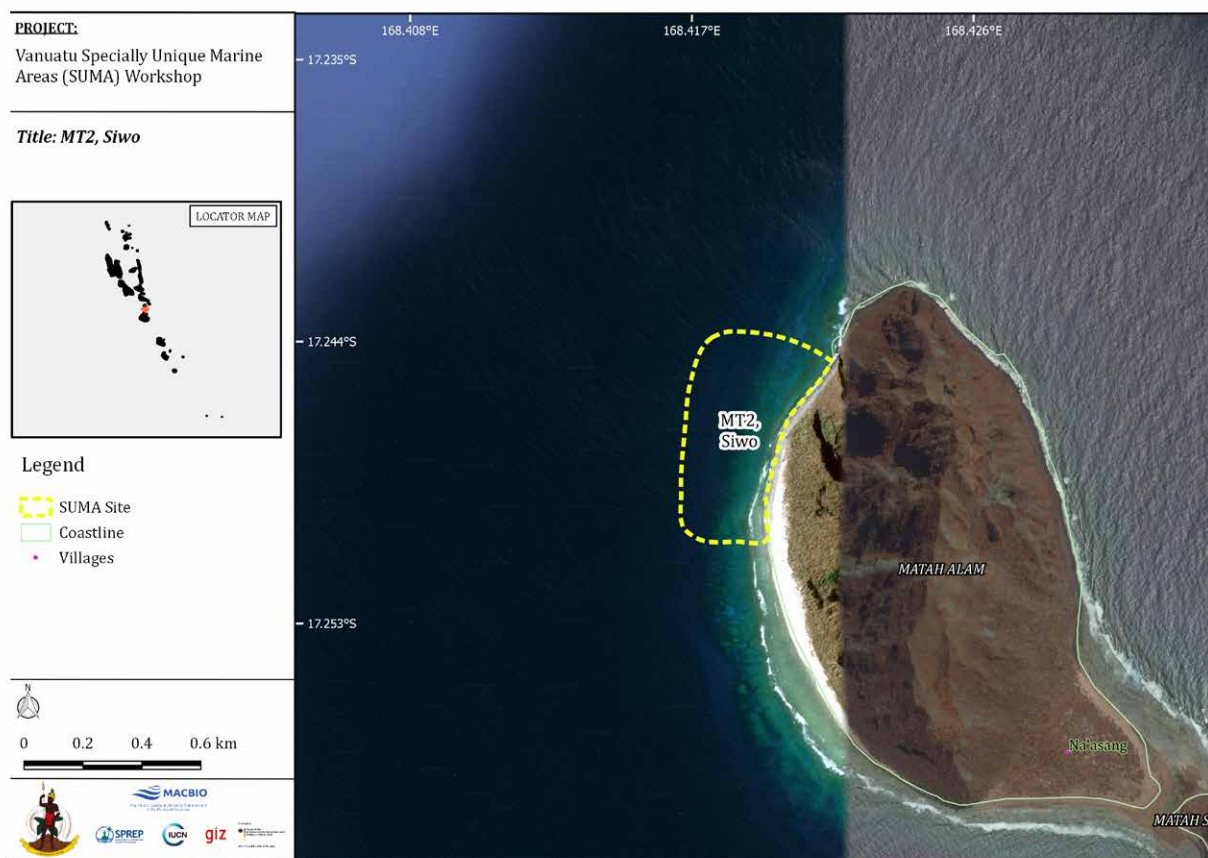 PROJECT:
Vanuatu Specially Unique Marine
Areas (SUMA) Workshop
Title: MT2, Siwo
LOCATOR MAP
Legend
SUMA Site
Coastline
Villages
N
0 0.2 0.4 0.6 km
MACBIO
SPREP
IUCN
giz
168.408°E 168.417°E 168.426°E
17.235°S
17.244°S
17.253°S
MT2,
Siwo
MATAH ALAM
Na'asang
MATAH S